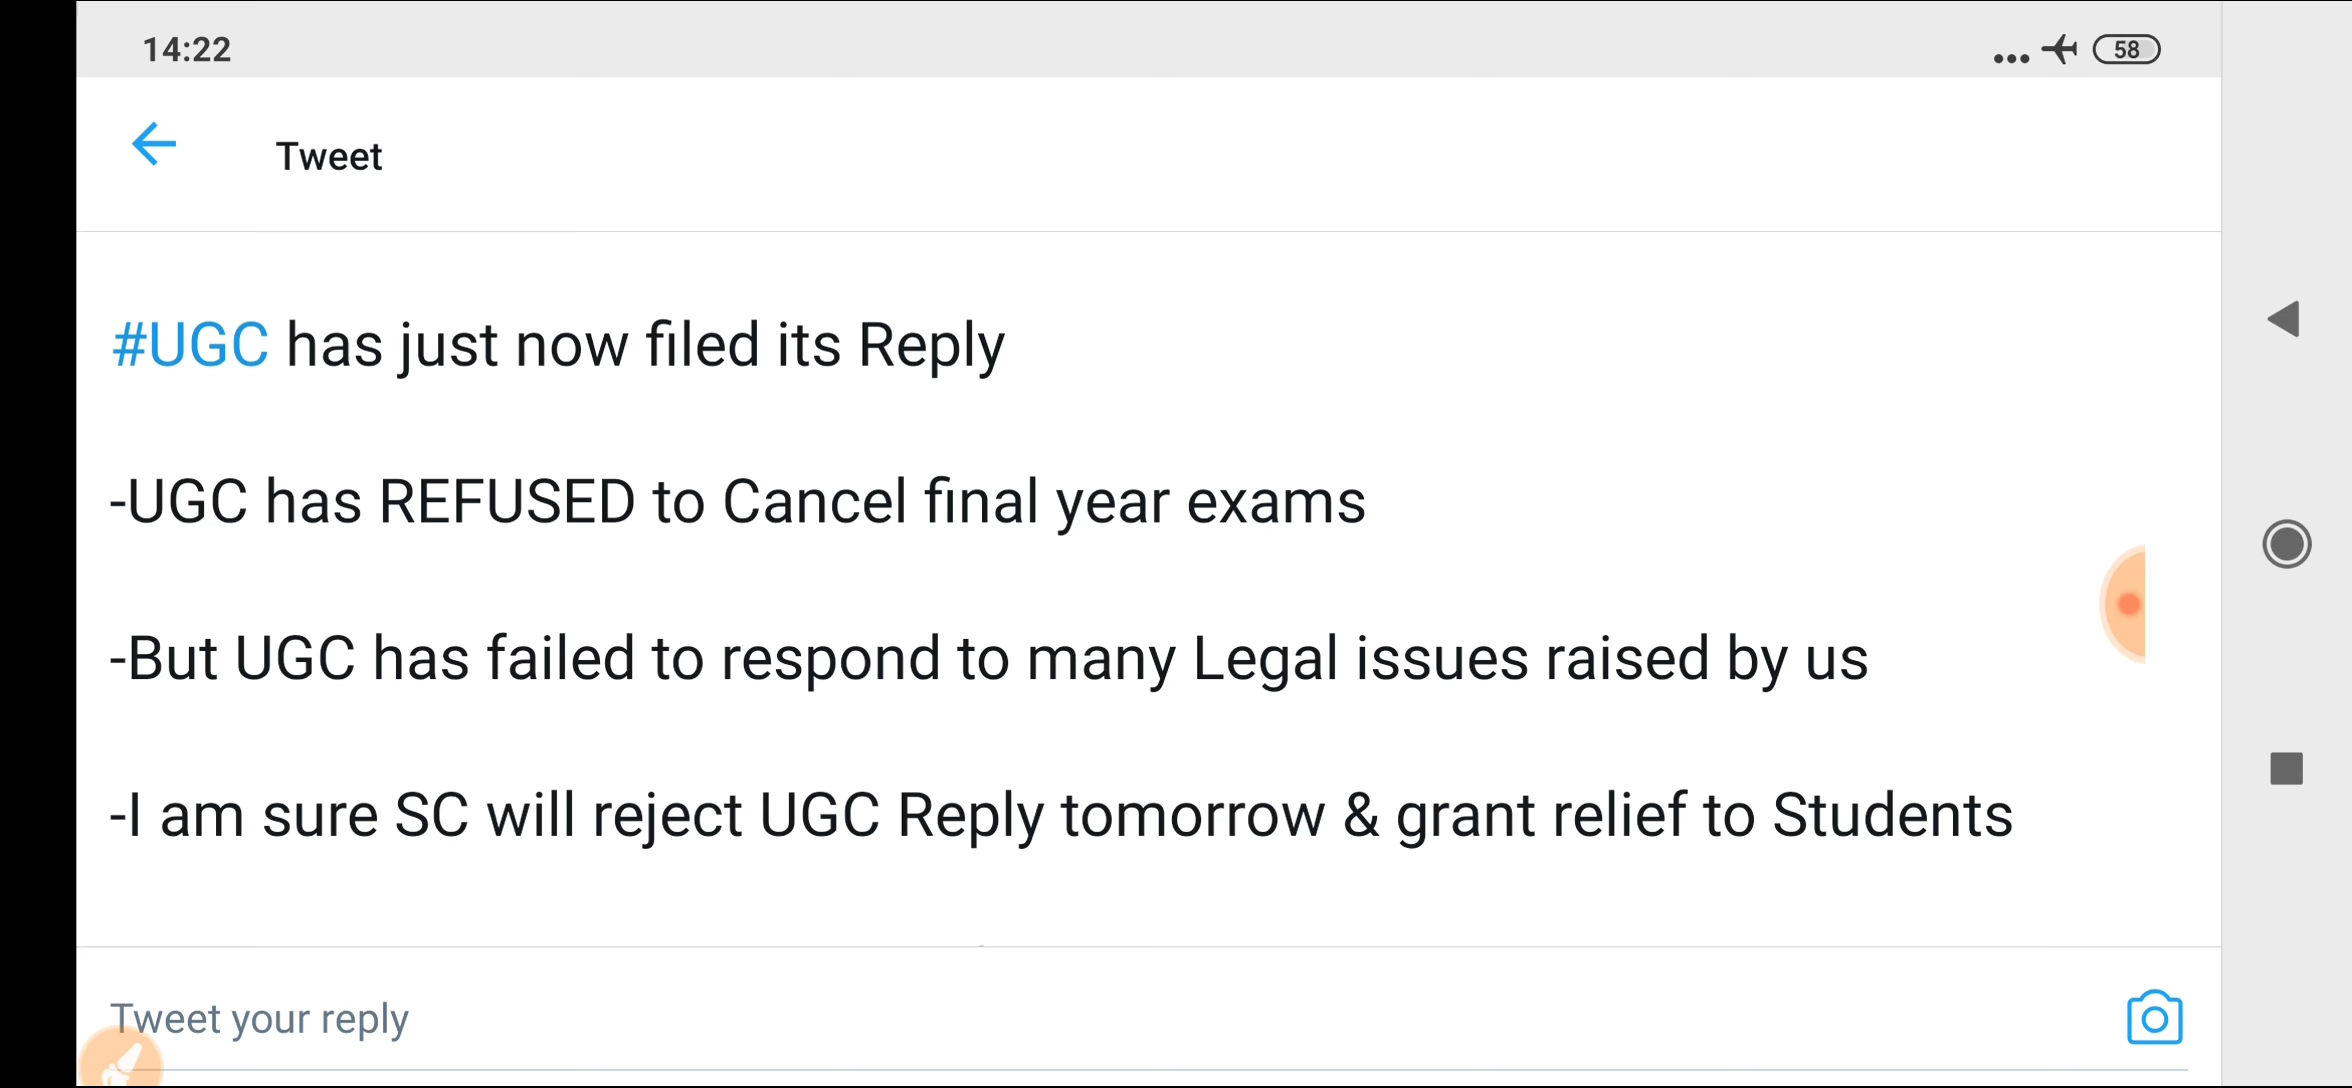 14:22
58
Tweet
#UGC has just now filed its Reply
-UGC has REFUSED to Cancel final year exams
-But UGC has failed to respond to many Legal issues raised by us
-I am sure SC will reject UGC Reply tomorrow & grant relief to Students
Tweet your reply